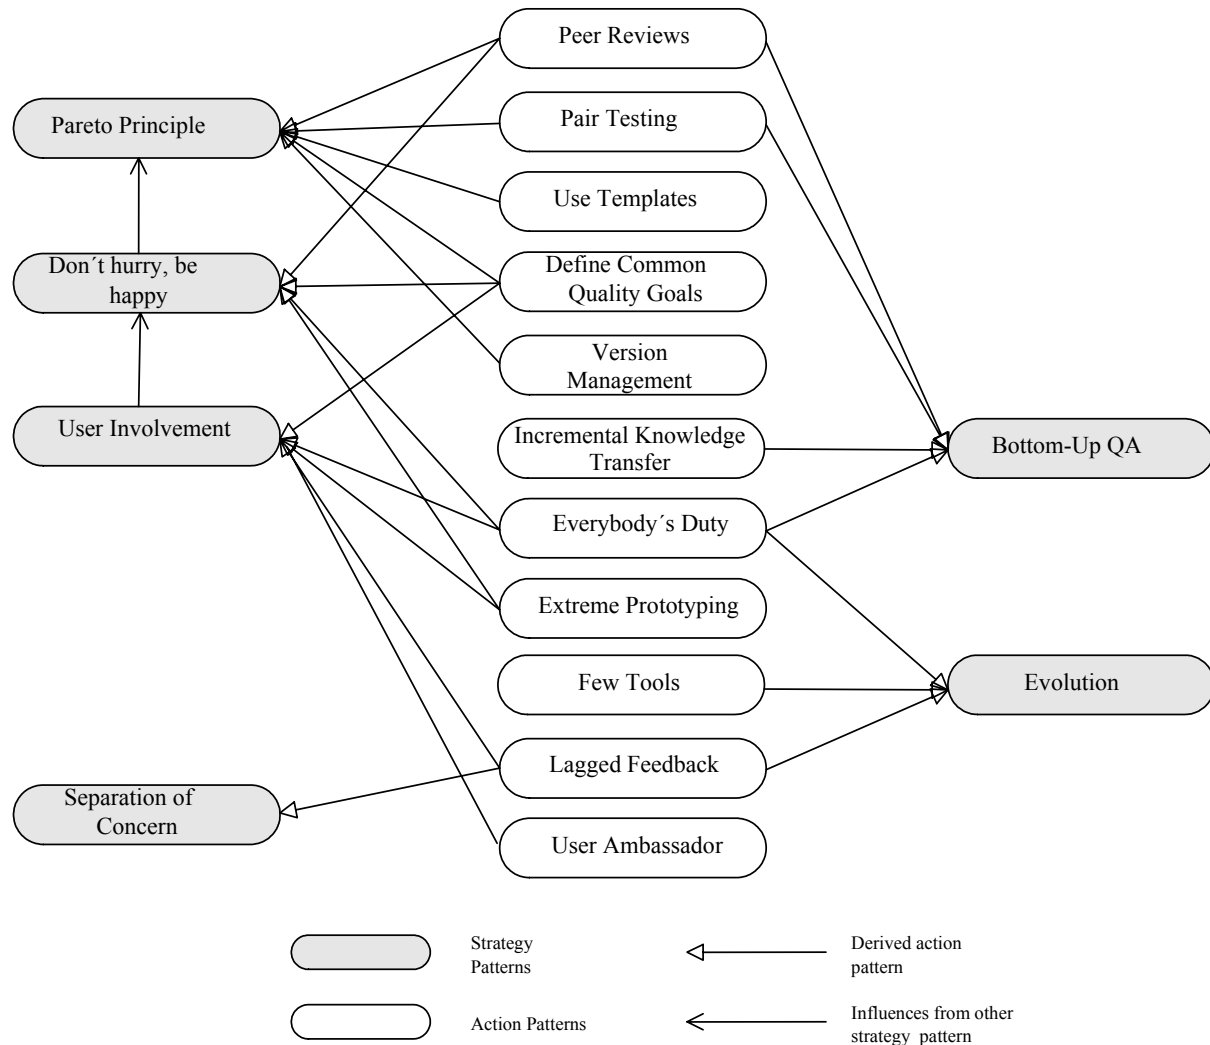 Peer Reviews
Pareto Principle
Pair Testing
Use Templates
Don´t hurry, be
happy
Define Common
Quality Goals
Version
Management
User Involvement
Incremental Knowledge
Transfer
Bottom-Up QA
Everybody´s Duty
Extreme Prototyping
Few Tools
Evolution
Lagged Feedback
Separation of
Concern
User Ambassador
Strategy
Patterns
Derived action
pattern
Action Patterns
Influences from other
strategy pattern